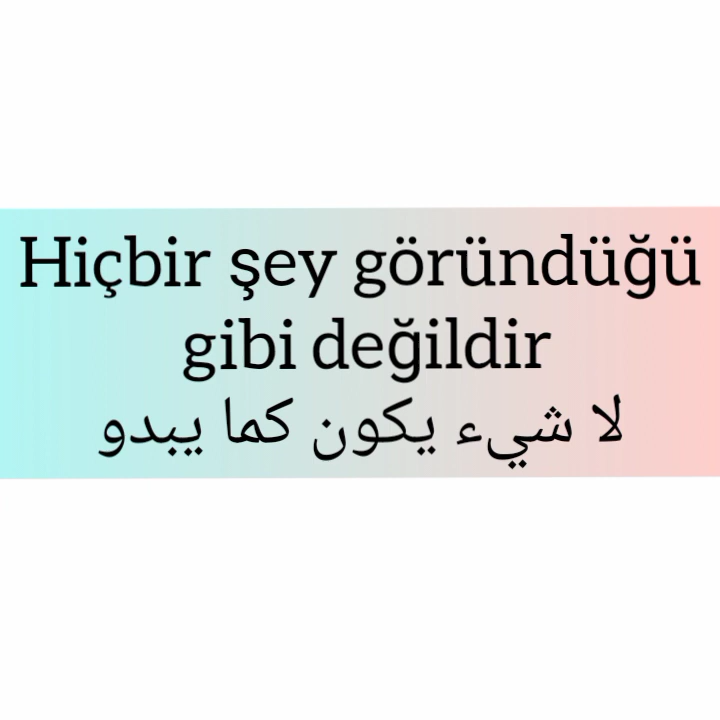 Hiçbir şey göründüğü
gibi değildir
لا شيء يكون كما يبدو